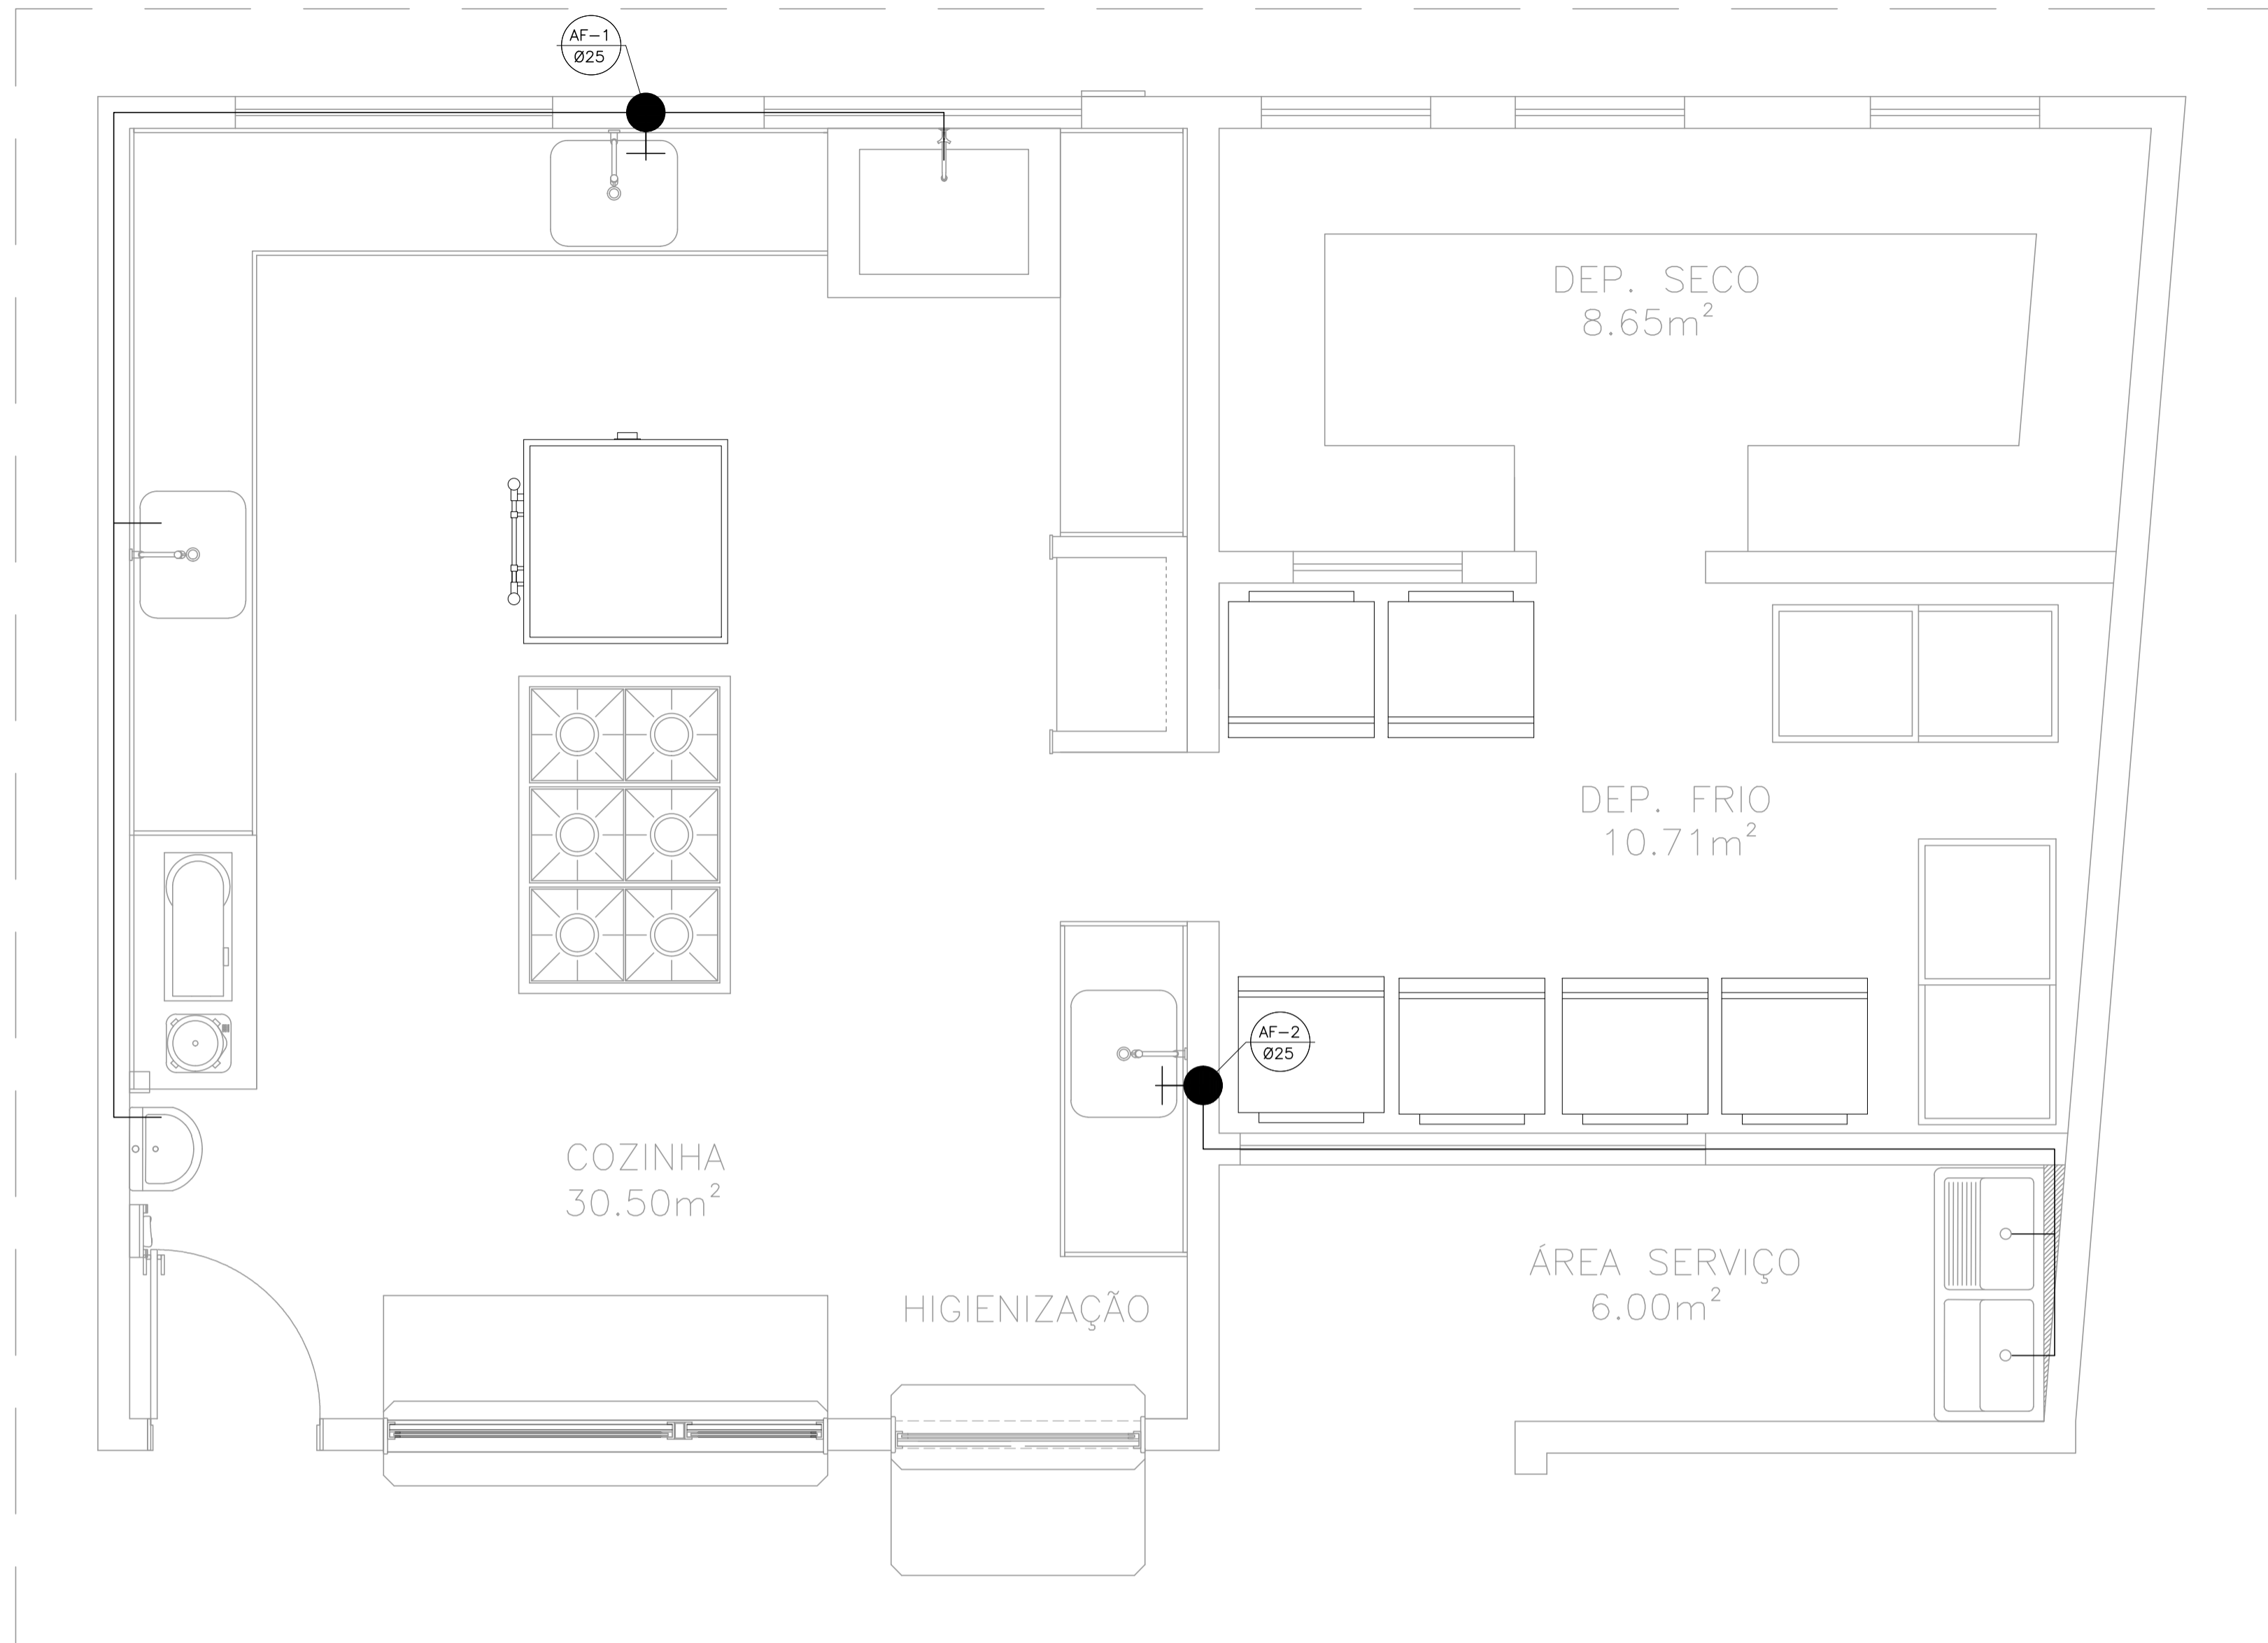 AF-1
Ø25
DEP. SECO
8.65m²
DEP. FRIO
10.71m²
AF-2
Ø25
COZINHA
30.50m²
ÁREA SERVIÇO
6.00m²
HIGIENIZAÇÃO